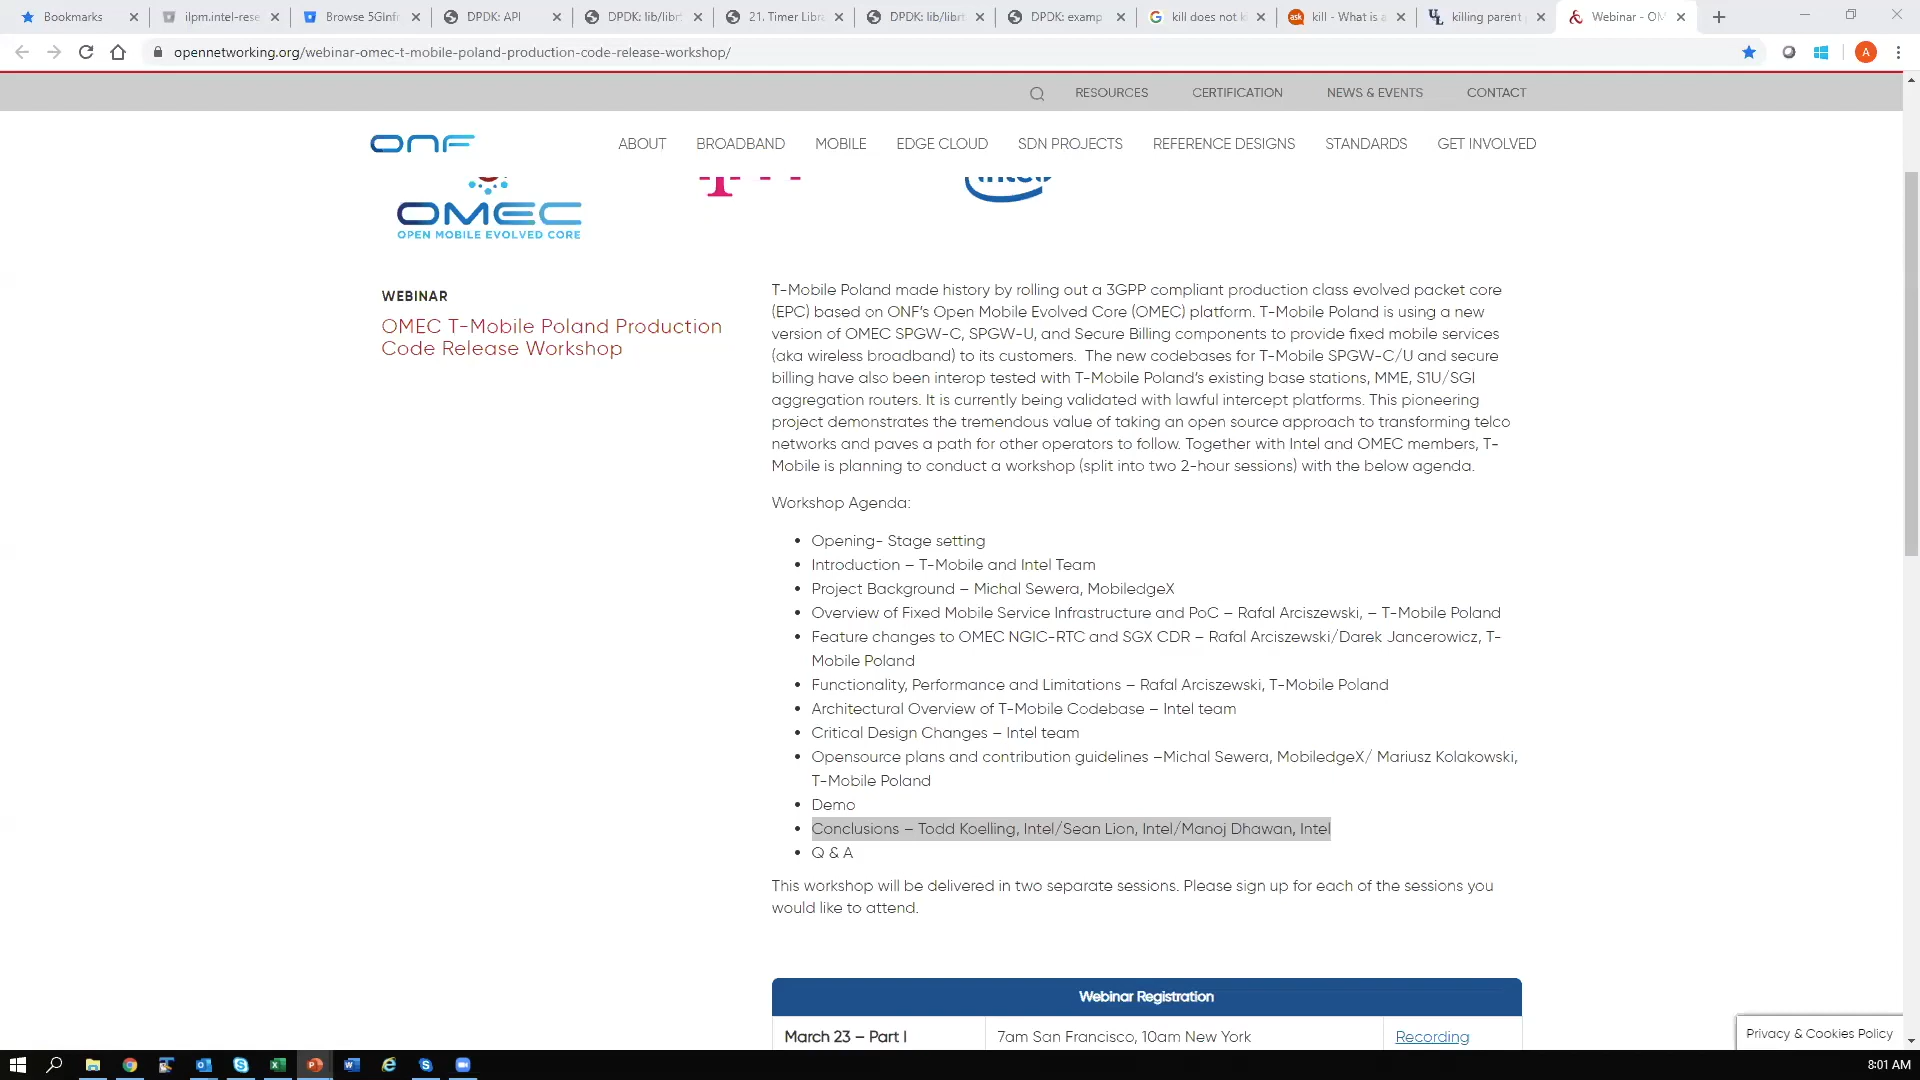 Bookmarks
ilpm.intel-rese
Browse 5GInfr
DPDK: API
DPDK: lib/libr
21. Timer Libra
DPDK: lib/librt
DPDK: examp
kill does not k
kill - What is a
killing parent
Webinar - OM
opennetworking.org/webinar-omec-t-mobile-poland-production-code-release-workshop/
A
RESOURCES CERTIFICATION NEWS & EVENTS CONTACT
ONF
ABOUT BROADBAND MOBILE EDGE CLOUD SDN PROJECTS REFERENCE DESIGNS STANDARDS GET INVOLVED
intel
OMEC
OPEN MOBILE EVOLVED CORE
WEBINAR
OMEC T-Mobile Poland Production
Code Release Workshop
T-Mobile Poland made history by rolling out a 3GPP compliant production class evolved packet core
(EPC) based on ONF's Open Mobile Evolved Core (OMEC) platform. T-Mobile Poland is using a new
version of OMEC SPGW-C, SPGW-U, and Secure Billing components to provide fixed mobile services
(aka wireless broadband) to its customers. The new codebases for T-Mobile SPGW-C/U and secure
billing have also been interop tested with T-Mobile Poland's existing base stations, MME, S1U/SGI
aggregation routers. It is currently being validated with lawful intercept platforms. This pioneering
project demonstrates the tremendous value of taking an open source approach to transforming telco
networks and paves a path for other operators to follow. Together with Intel and OMEC members, T-
Mobile is planning to conduct a workshop (split into two 2-hour sessions) with the below agenda.
Workshop Agenda:
• Opening- Stage setting
• Introduction – T-Mobile and Intel Team
• Project Background – Michal Sewera, MobiledgeX
• Overview of Fixed Mobile Service Infrastructure and PoC – Rafal Arciszewski, – T-Mobile Poland
• Feature changes to OMEC NGIC-RTC and SGX CDR – Rafal Arciszewski/Darek Jancerowicz, T-
Mobile Poland
• Functionality, Performance and Limitations – Rafal Arciszewski, T-Mobile Poland
• Architectural Overview of T-Mobile Codebase – Intel team
• Critical Design Changes – Intel team
• Opensource plans and contribution guidelines –Michal Sewera, MobiledgeX/ Mariusz Kolakowski,
T-Mobile Poland
• Demo
• Conclusions – Todd Koelling, Intel/Sean Lion, Intel/Manoj Dhawan, Intel
• Q & A
This workshop will be delivered in two separate sessions. Please sign up for each of the sessions you
would like to attend.
Webinar Registration
March 23 – Part I 7am San Francisco, 10am New York Recording
Privacy & Cookies Policy
8:01 AM